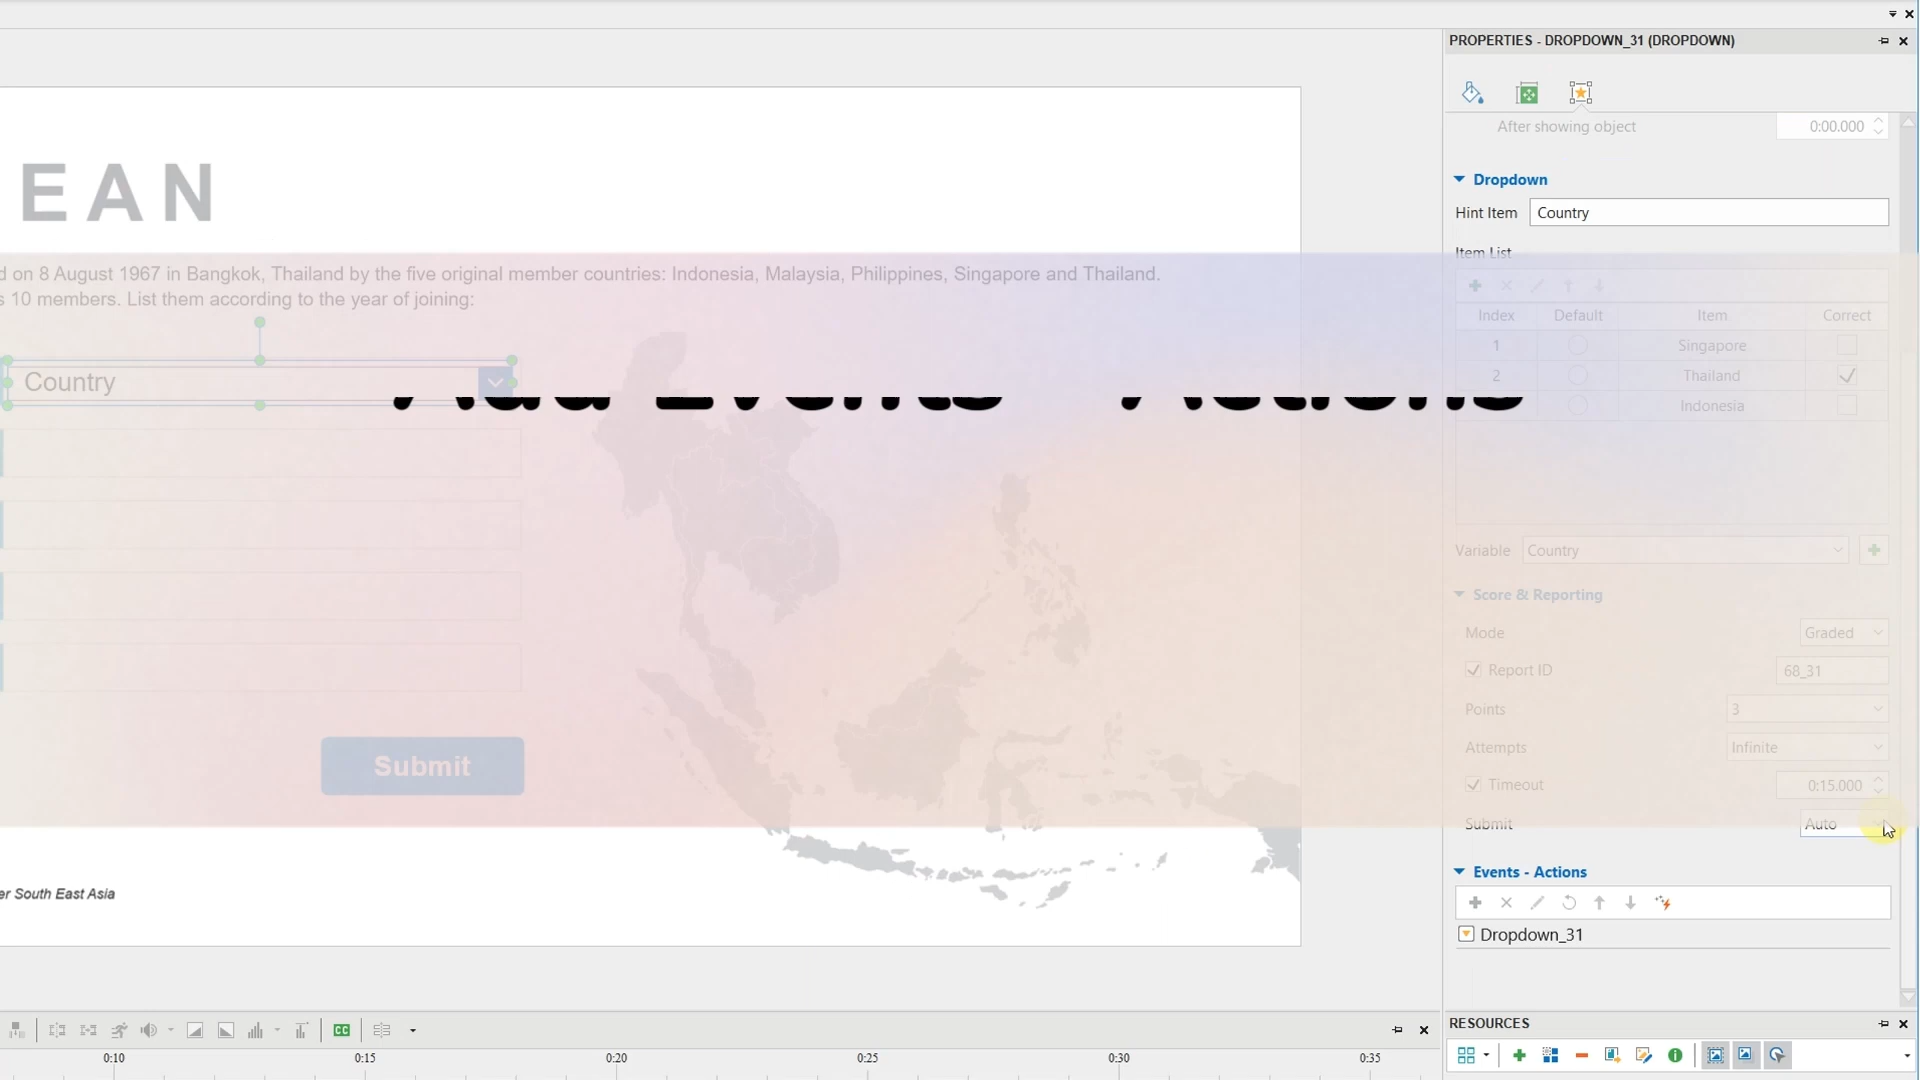 PROPERTIES - DROPDOWN_31 (DROPDOWN)
After showing object 0:00.000
Dropdown
Hint Item Country
Item List
Index Default Item Correct
1 Singapore
2 Thailand
Indonesia
Variable Country
Score & Reporting
Mode Graded
Report ID 68_31
Points 3
Attempts Infinite
Timeout 0:15.000
Submit Auto
Events - Actions
Dropdown_31
RESOURCES
EAN
d on 8 August 1967 in Bangkok, Thailand by the five original member countries: Indonesia, Malaysia, Philippines, Singapore and Thailand.
s 10 members. List them according to the year of joining:
Country
Submit
er South East Asia
CC
0:10 0:15 0:20 0:25 0:30 0:35